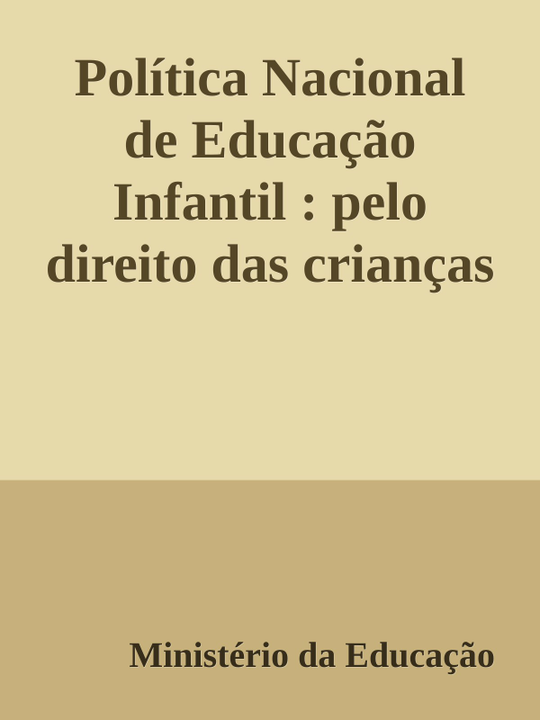 Política Nacional
de Educação
Infantil : pelo
direito das crianças
Ministério da Educação